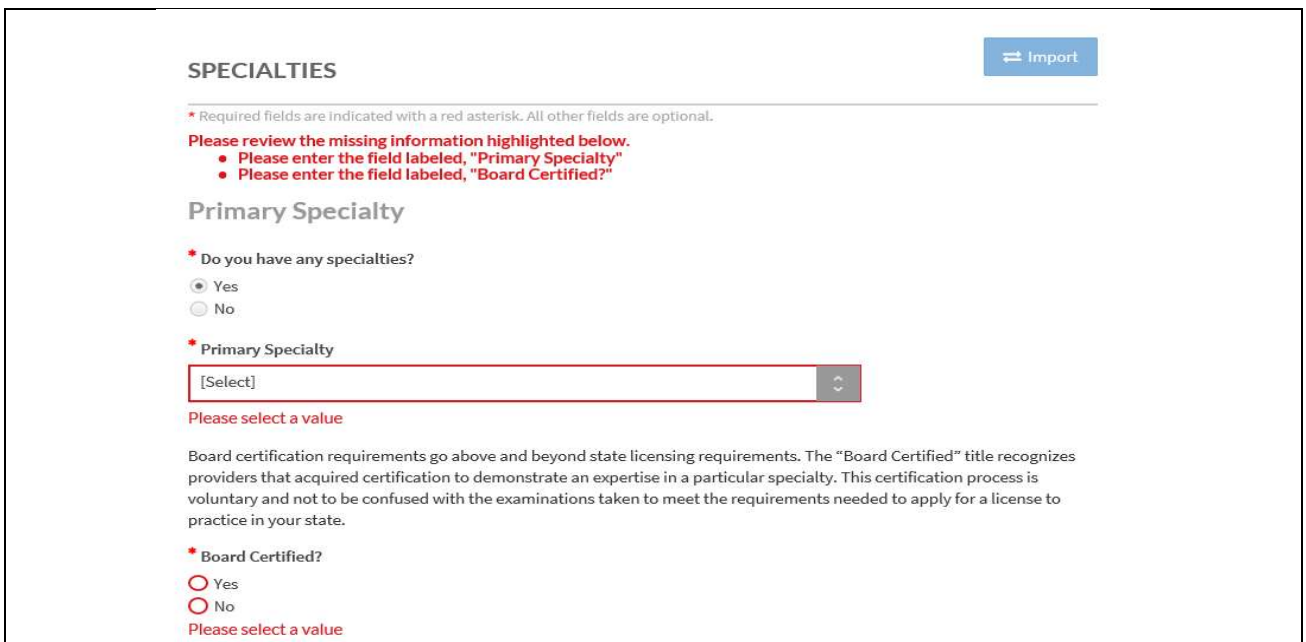 Import
SPECIALTIES
* Required fields are indicated with a red asterisk. All other fields are optional.
Please review the missing information highlighted below.
• Please enter the field labeled, "Primary Specialty"
• Please enter the field labeled, "Board Certified?"
Primary Specialty
* Do you have any specialties?
Yes
No
* Primary Specialty
[Select]
Please select a value
Board certification requirements go above and beyond state licensing requirements. The “Board Certified” title recognizes
providers that acquired certification to demonstrate an expertise in a particular specialty. This certification process is
voluntary and not to be confused with the examinations taken to meet the requirements needed to apply for a license to
practice in your state.
* Board Certified?
Yes
No
Please select a value